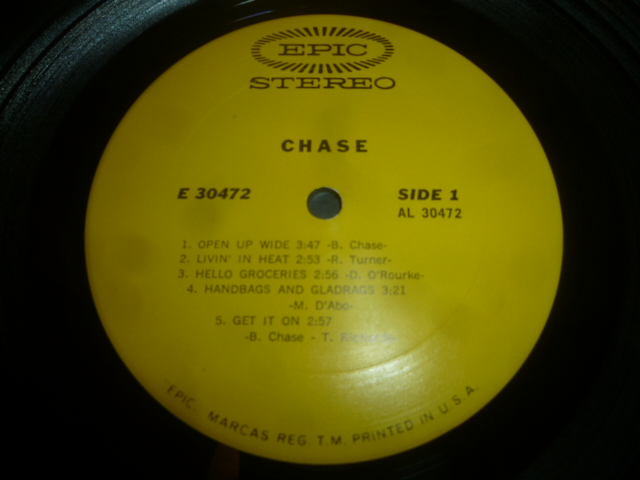 EPIC
STEREO
CHASE
E 30472
SIDE 1
AL 30472
1. OPEN UP WIDE 3:47 -B. Chase-
2. LIVIN' IN HEAT 2:53 -R. Turner-
3. HELLO GROCERIES 2:56 -D. O'Rourke-
4. HANDBAGS AND GLADRAGS 3:21
-M. D'Abo-
5. GET IT ON 2:57
-B. Chase - T.
EPIC, MARCAS REG. T.M. PRINTED IN U.S.A.